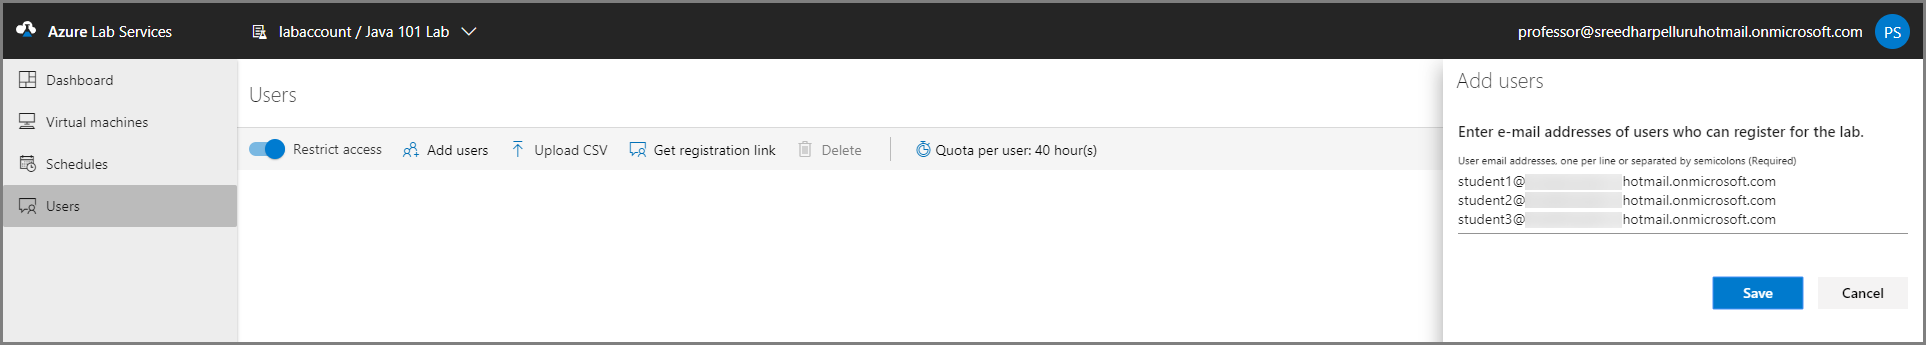 Azure Lab Services
labaccount / Java 101 Lab
professor@sreedharpelluruhotmail.onmicrosoft.com
PS
Dashboard
Virtual machines
Schedules
Users
Users
Restrict access
Add users
Upload CSV
Get registration link
Delete
Quota per user: 40 hour(s)
Add users
Enter e-mail addresses of users who can register for the lab.
User email addresses, one per line or separated by semicolons (Required)
student1@ hotmail.onmicrosoft.com
student2@ hotmail.onmicrosoft.com
student3@ hotmail.onmicrosoft.com
Save
Cancel